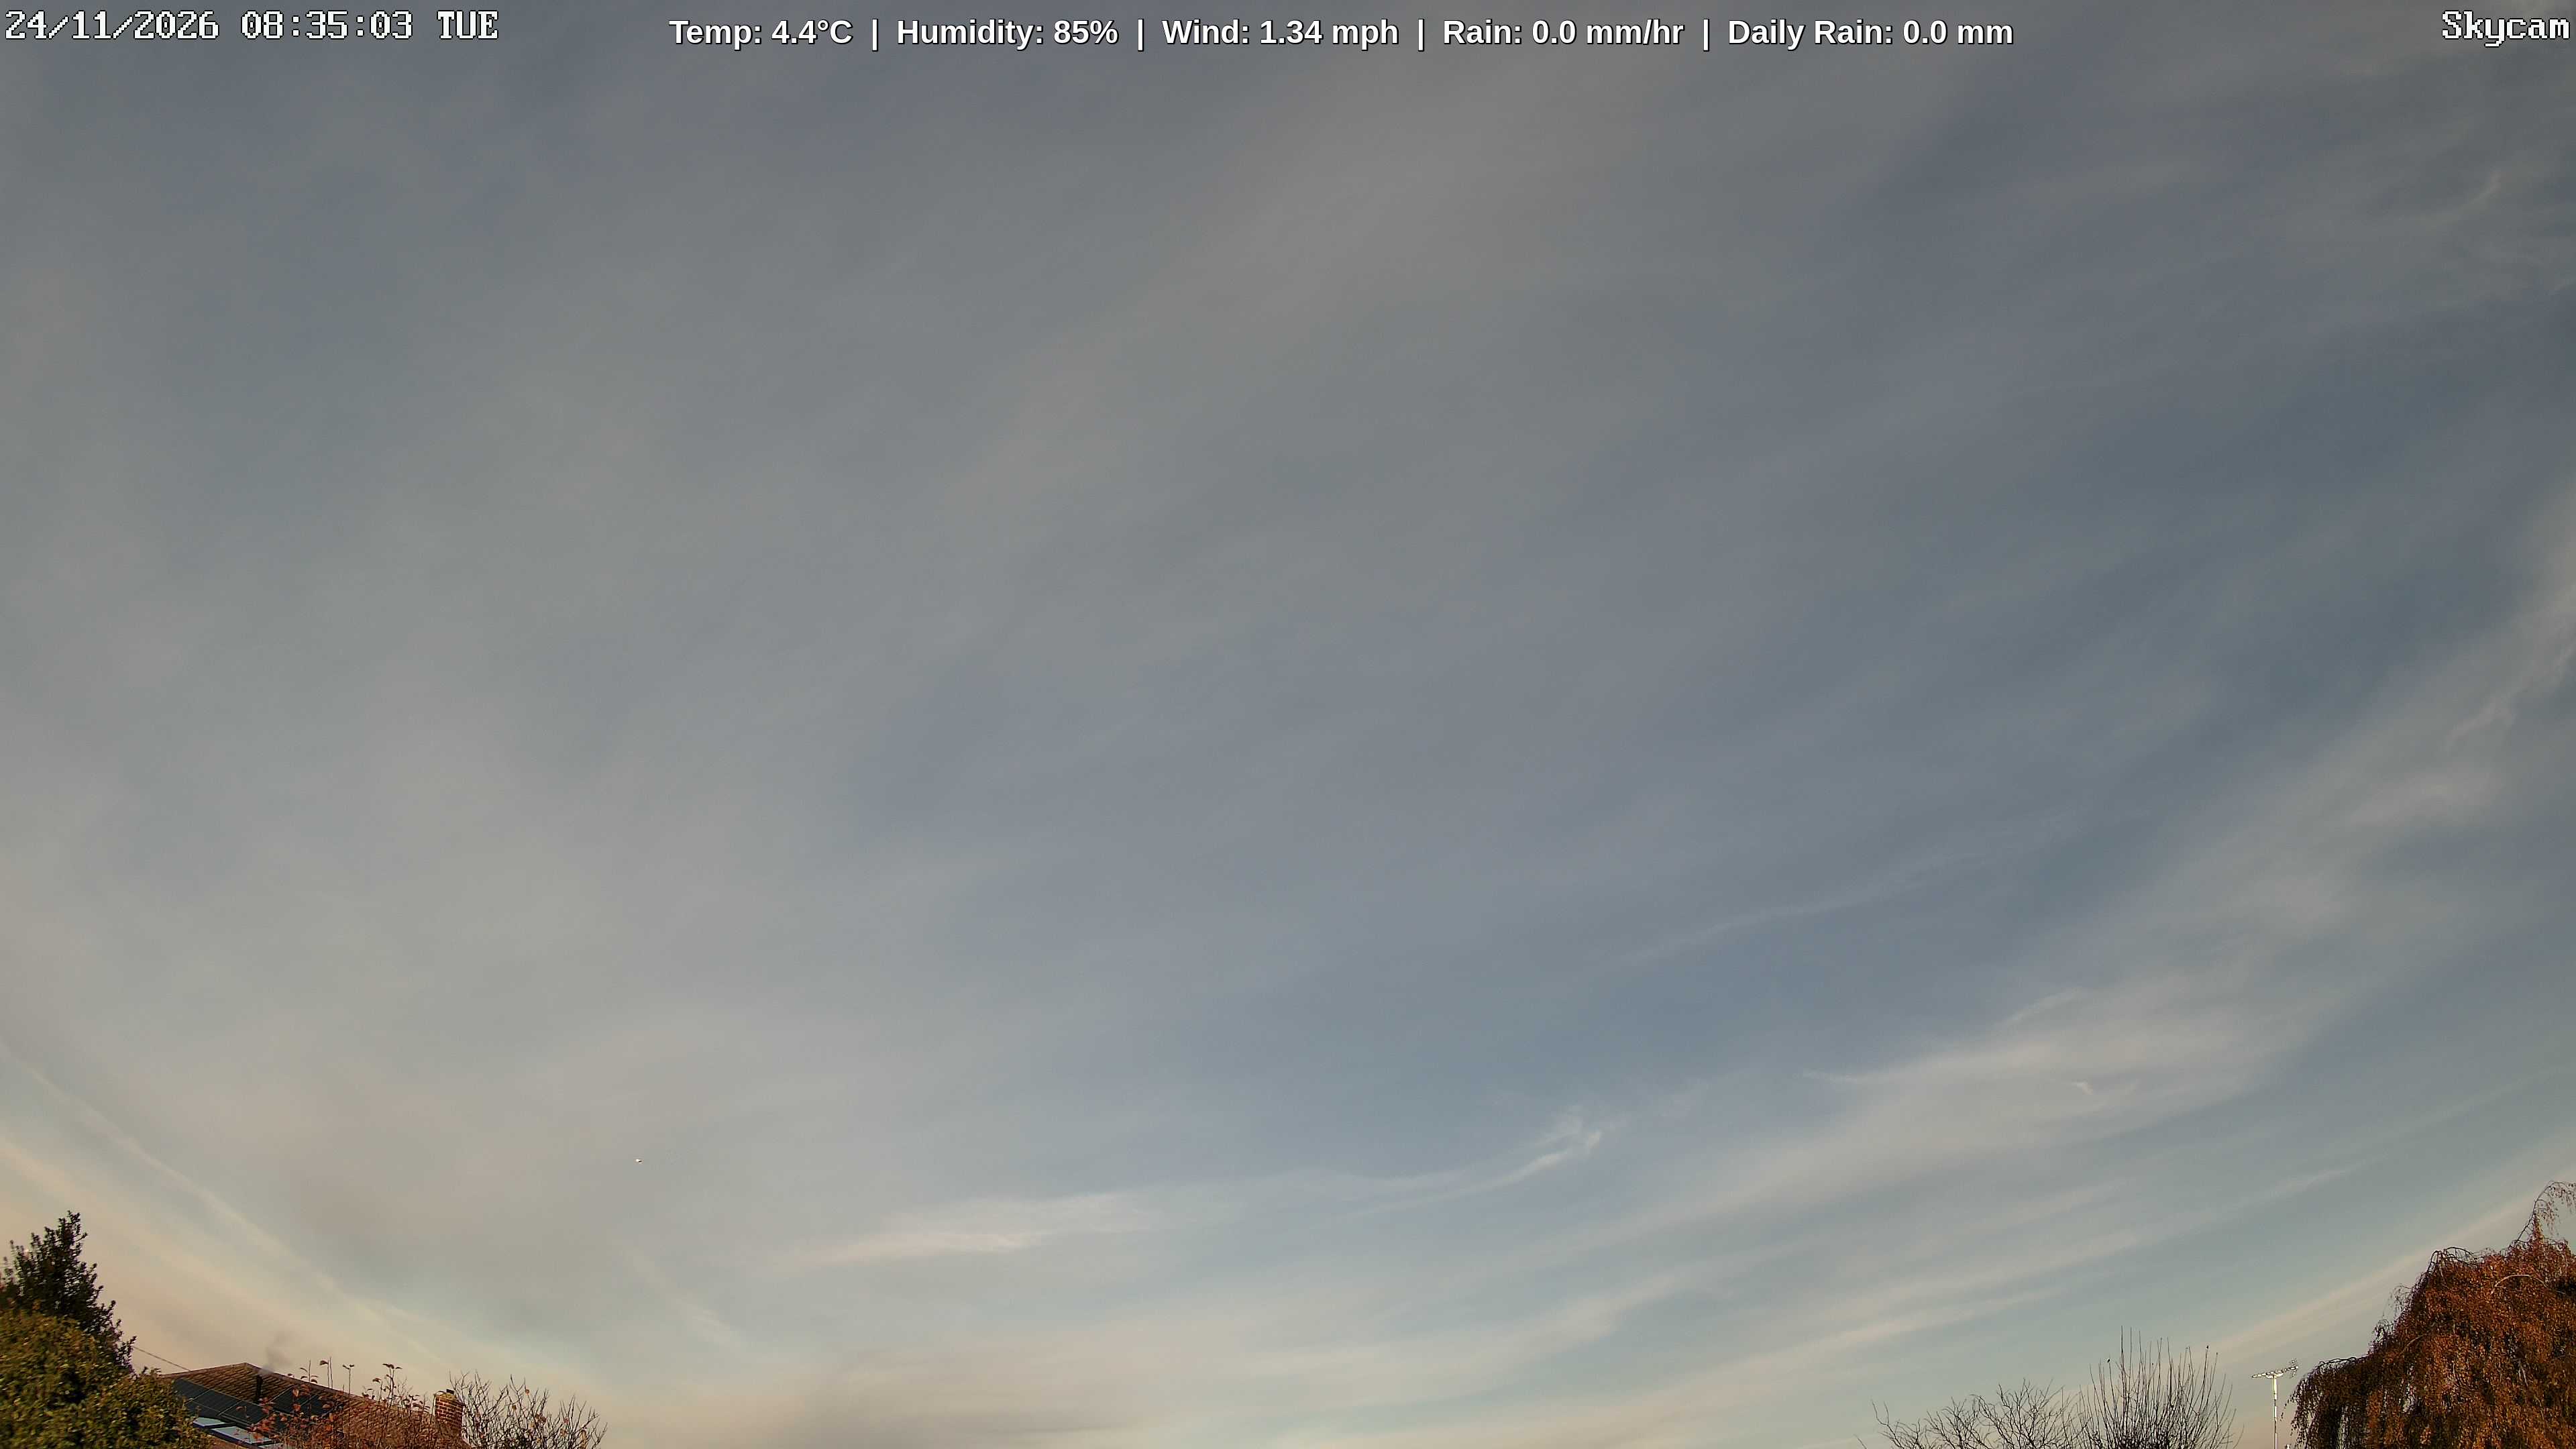 24/11/2026 08:35:03 TUE
Temp: 4.4°C | Humidity: 85% | Wind: 1.34 mph | Rain: 0.0 mm/hr | Daily Rain: 0.0 mm
Skycam